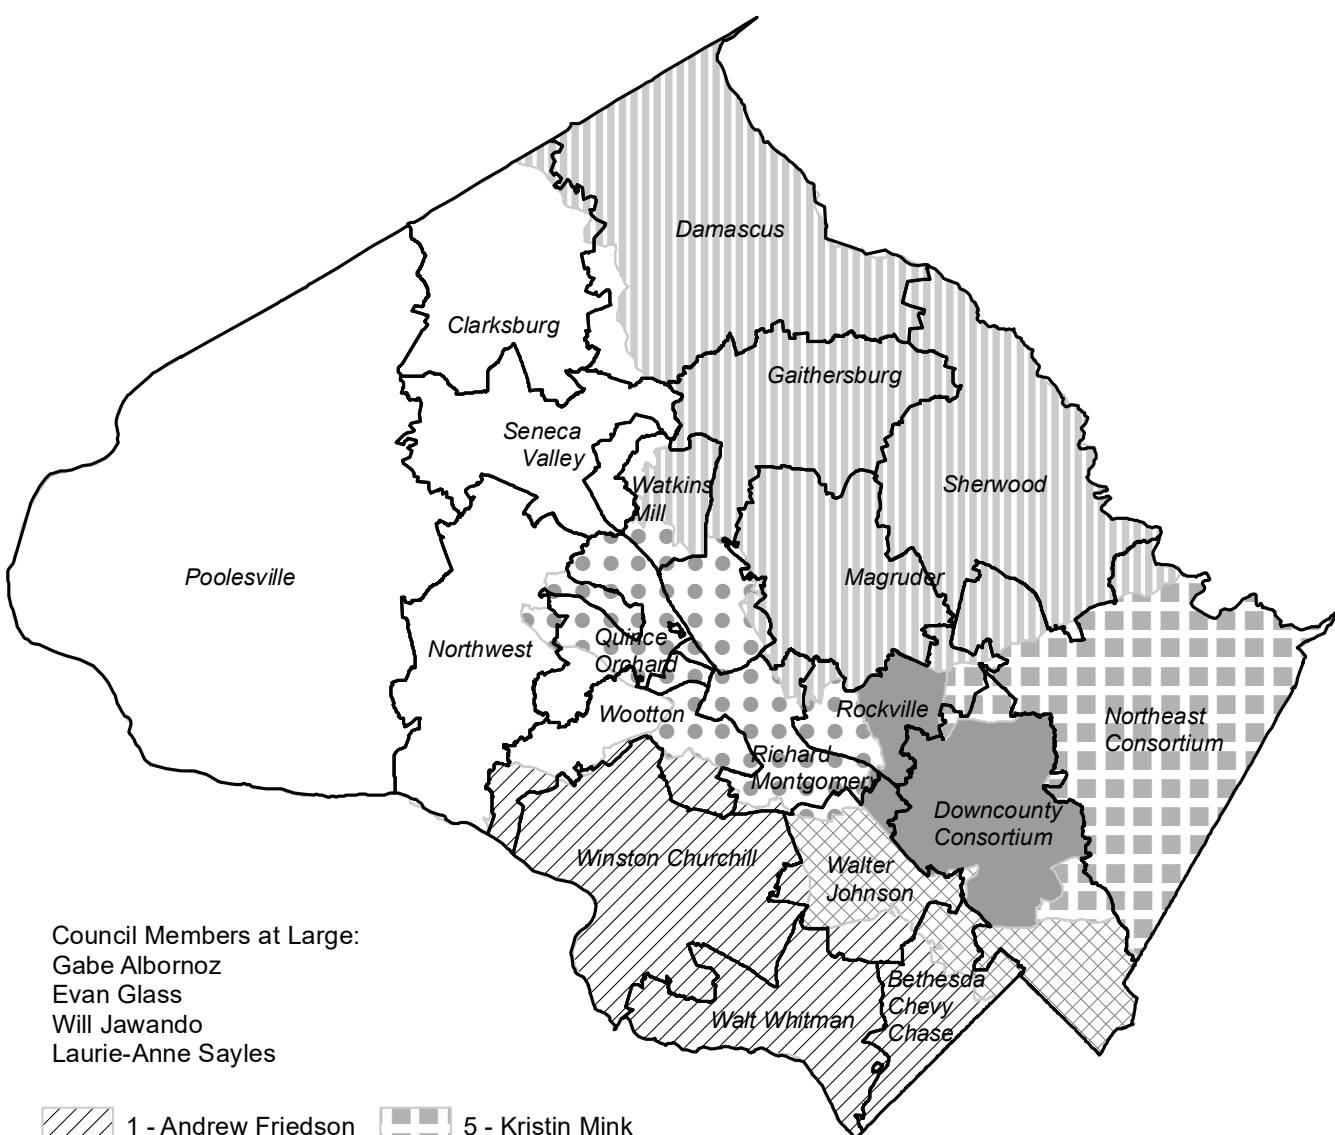 Damascus
Clarksburg
Gaithersburg
Seneca
Valley
Watkins
Mill
Sherwood
Poolesville
Magruder
Northwest
Quince
Orchard
Wootton
Rockville
Northeast
Consortium
Richard
Montgomery
Downcounty
Consortium
Winston Churchill
Walter
Johnson
Bethesda
Chevy
Chase
Walt Whitman
Council Members at Large:
Gabe Albornoz
Evan Glass
Will Jawando
Laurie-Anne Sayles
1 - Andrew Friedson
5 - Kristin Mink